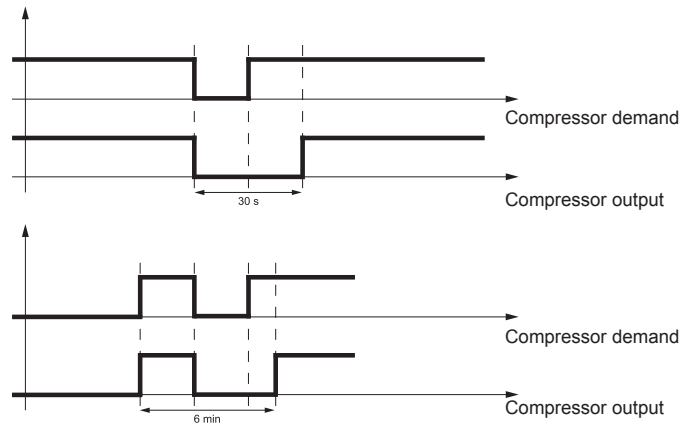 Compressor demand
Compressor output
30 s
Compressor demand
Compressor output
6 min